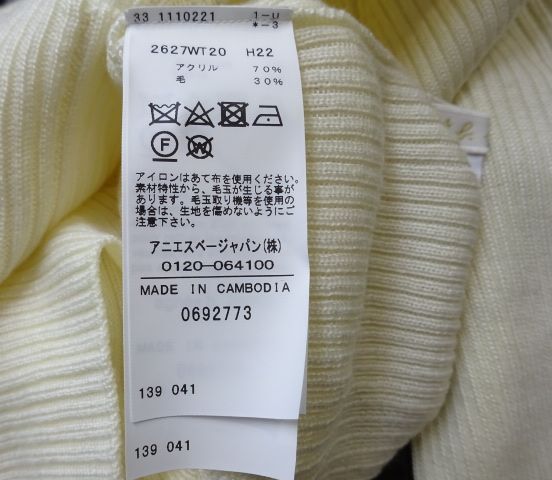 33 1110221 1-U
*-3
2627WT20 H22
アクリル 70%
毛 30%
F W
アイロンはあて布を使用ください。
素材特性から、毛玉が生じる事が
あります。毛玉取り機等を使用の
場合は、生地を傷めないようにご
注意下さい。
アニエスベージャパン(株)
0120-064100
MADE IN CAMBODIA
0692773
139 041
139 041